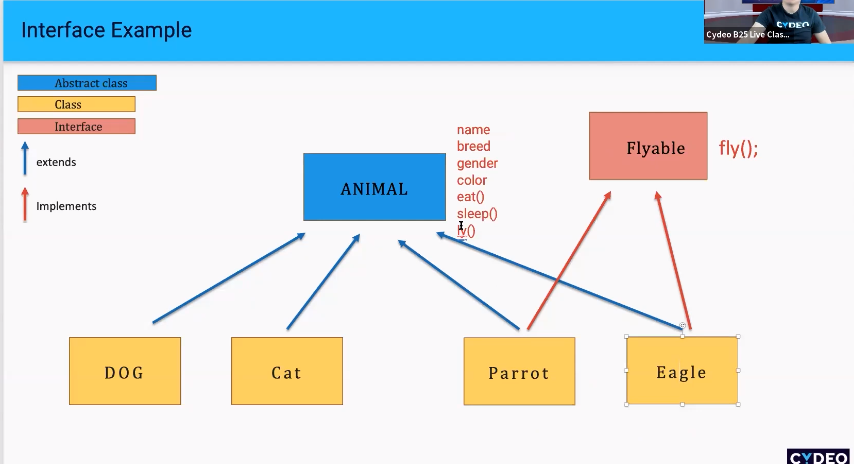 Interface Example
CYDEO
Cydeo B25 Live Clas...
Abstract class
Class
Interface
extends
Implements
ANIMAL
name
breed
gender
color
eat()
sleep()
ly()
Flyable
fly();
DOG
Cat
Parrot
Eagle
CYDEO